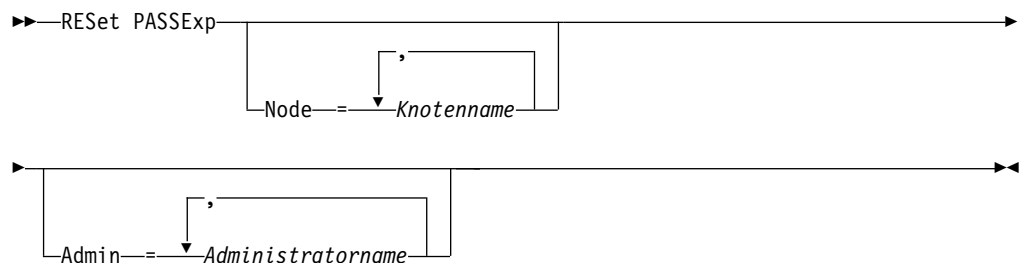 RESet PASSExp
,
Node = Knotenname
,
Admin = Administratorname